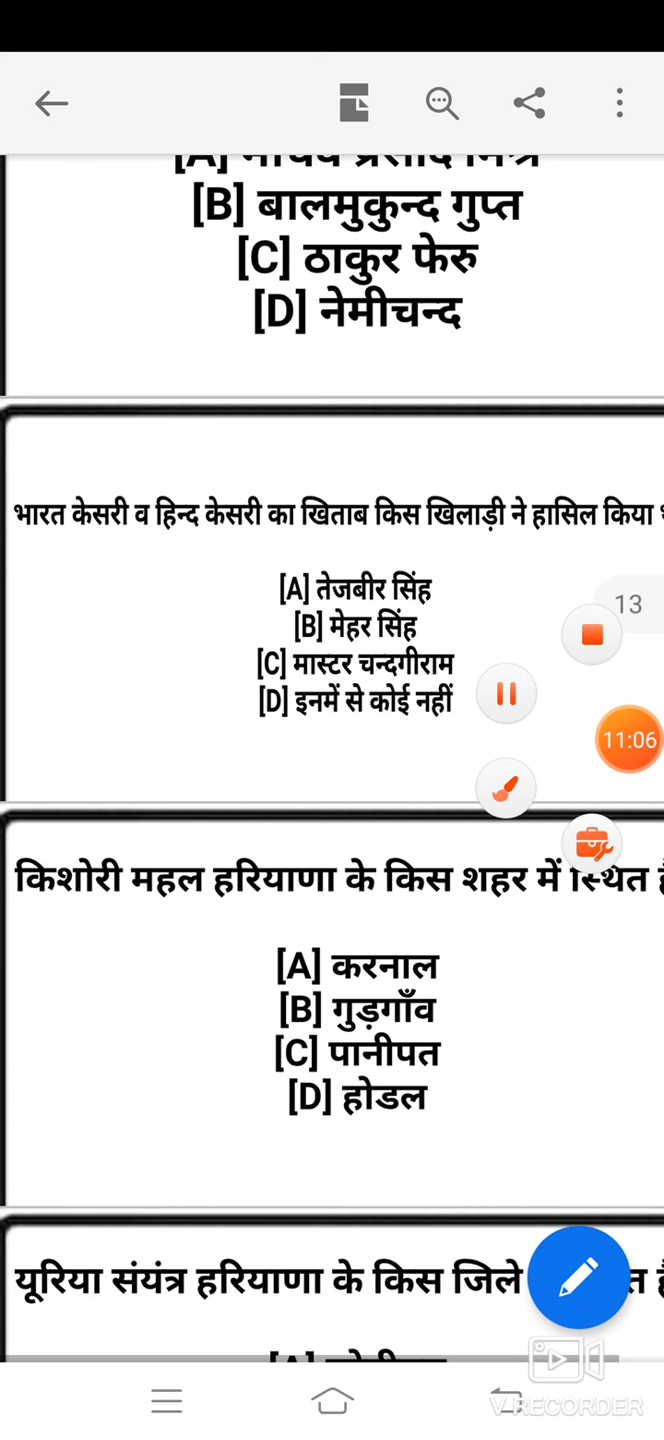 [B] बालमुकुन्द गुप्त
[C] ठाकुर फेरु
[D] नेमीचन्द
भारत केसरी व हिन्द केसरी का खिताब किस खिलाड़ी ने हासिल किया
[A] तेजबीर सिंह
[B] मेहर सिंह
[C] मास्टर चन्दगीराम
[D] इनमें से कोई नहीं
13
11:06
किशोरी महल हरियाणा के किस शहर में स्थित
[A] करनाल
[B] गुड़गाँव
[C] पानीपत
[D] होडल
यूरिया संयंत्र हरियाणा के किस जिले
V RECORDER